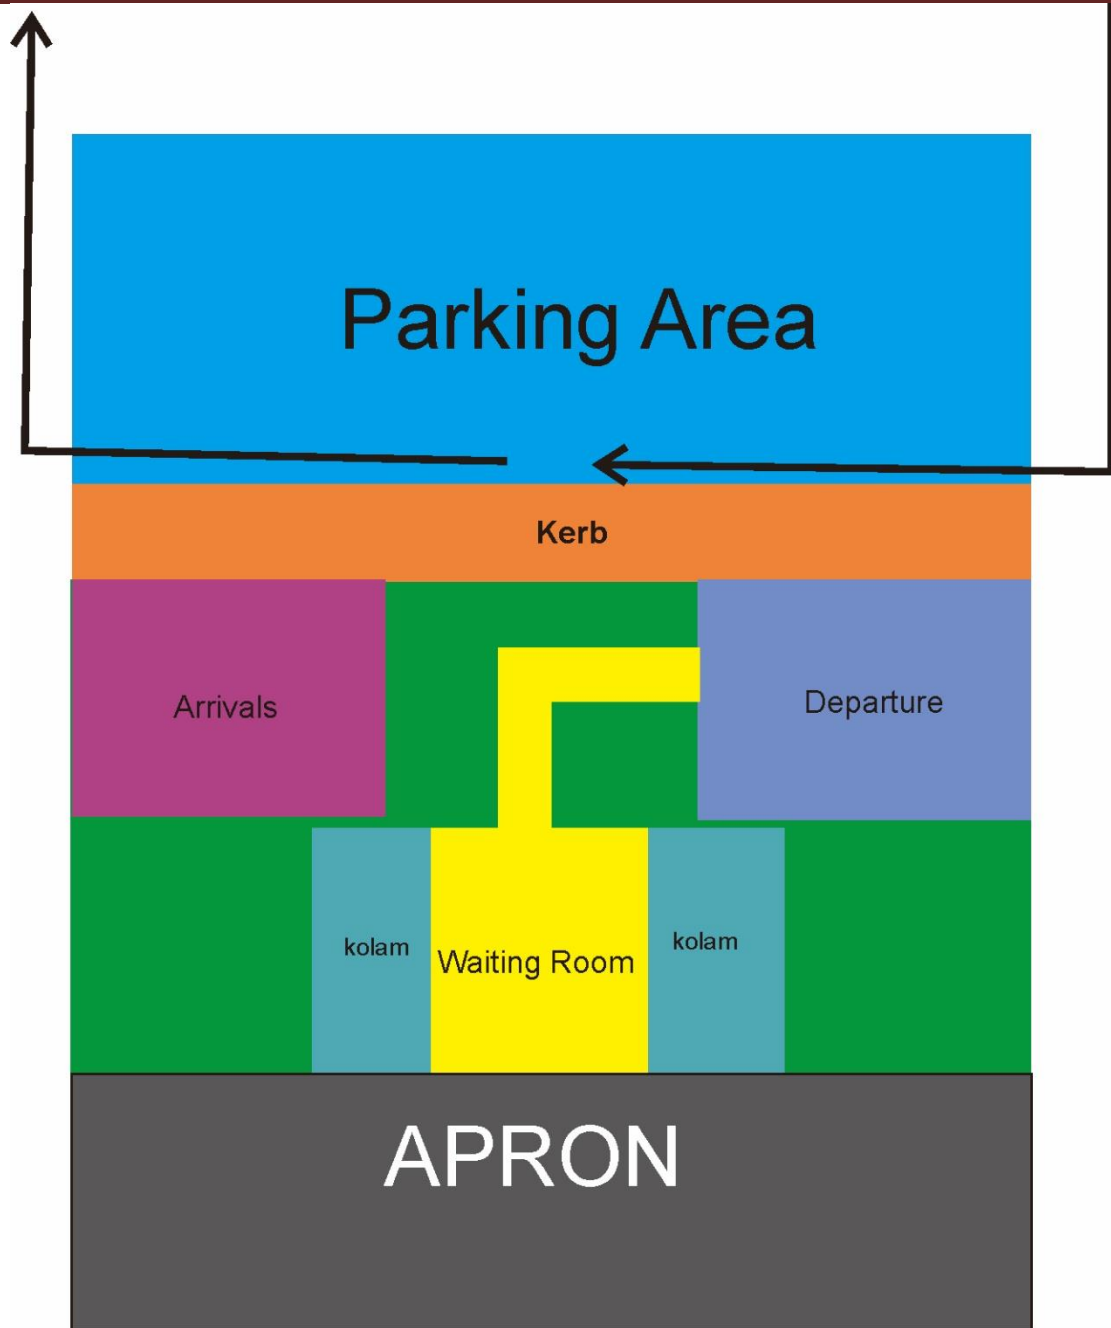 Parking Area
Kerb
Arrivals
Departure
kolam
Waiting Room
kolam
APRON